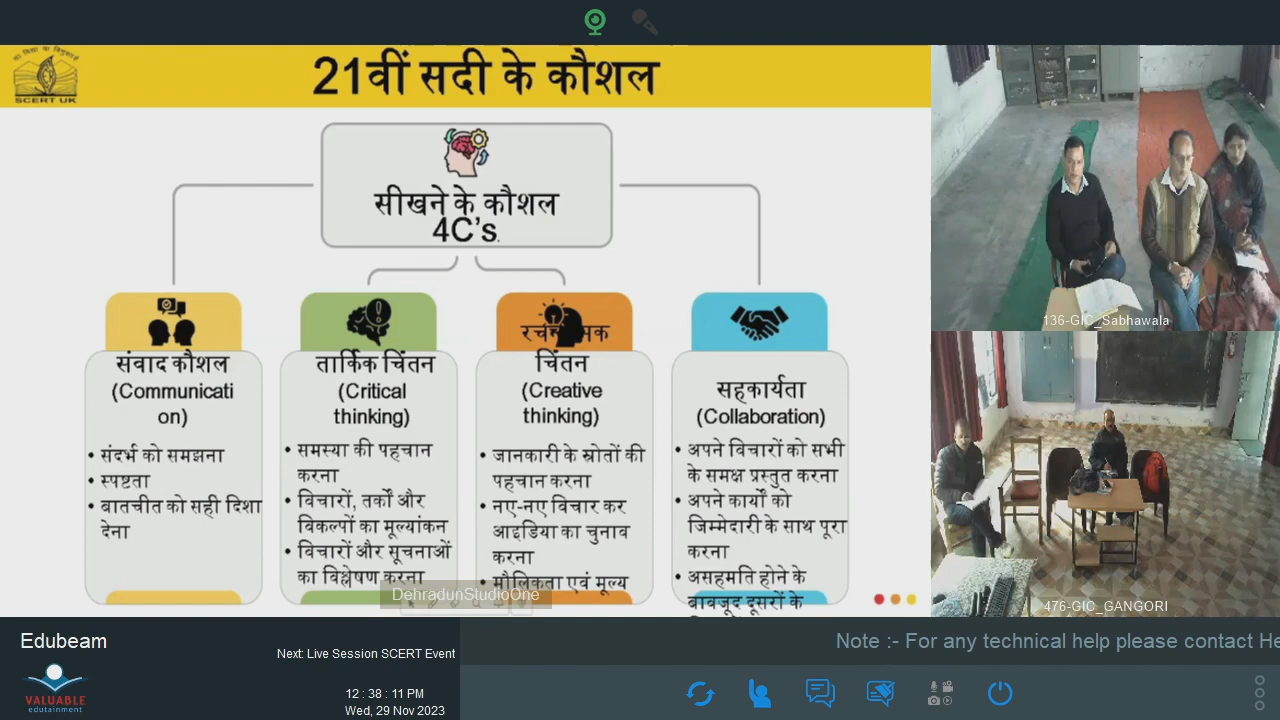 SCERT UK
21वीं सदी के कौशल
सीखने के कौशल
4C's.
संवाद कौशल
(Communicati
on)
• संदर्भ को समझना
• स्पष्टता
• बातचीत को सही दिशा
देना
तार्किक चिंतन
(Critical
thinking)
• समस्या की पहचान
करना
• विचारों, तर्कों और
विकल्पों का मूल्यांकन
• विचारों और सूचनाओं
का विश्लेषण करना
चिंतन
(Creative
thinking)
• जानकारी के स्रोतों की
पहचान करना
• नए-नए विचार कर
आइडिया का चुनाव
करना
• मौलिकता एवं मूल्य
सहकार्यता
(Collaboration)
• अपने विचारों को सभी
के समक्ष प्रस्तुत करना
• अपने कार्यों को
जिम्मेदारी के साथ पूरा
करना
• असहमति होने के
बावजूद दूसरों के
DehradunStudioOne
136-GIC_Sabhawala
476-GIC_GANGORI
Edubeam
VALUABLE
edutainment
Next: Live Session SCERT Event
12 : 38 : 11 PM
Wed, 29 Nov 2023
Note :- For any technical help please contact He